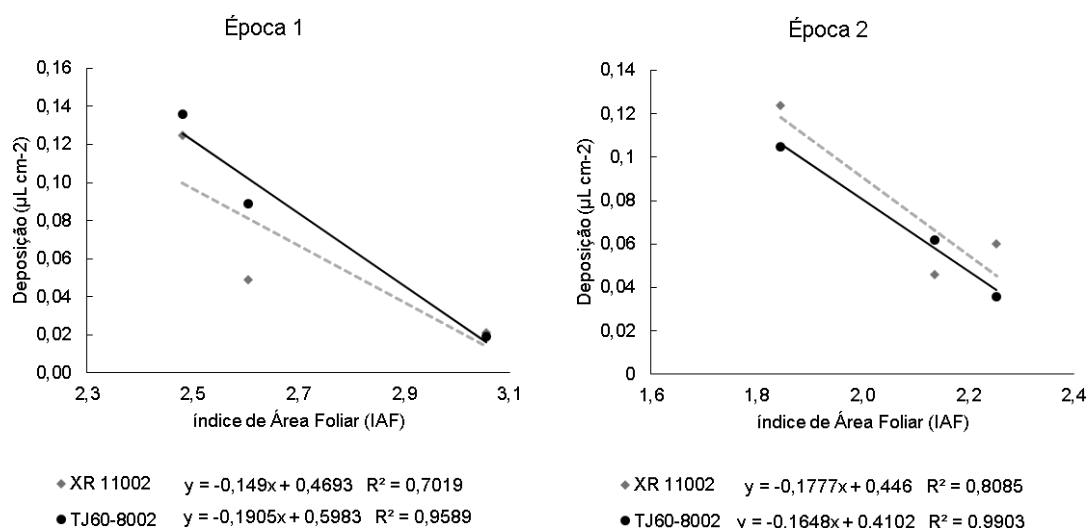 Época 1
Deposição (µL cm-2)
0,16
0,14
0,12
0,10
0,08
0,06
0,04
0,02
0,00
2,3
2,5
2,7
2,9
3,1
índice de Área Foliar (IAF)
XR 11002 y = -0,149x + 0,4693 R² = 0,7019
TJ60-8002 y = -0,1905x + 0,5983 R² = 0,9589
Época 2
Deposição (µL cm-2)
0,14
0,12
0,1
0,08
0,06
0,04
0,02
0
1,6
1,8
2,0
2,2
2,4
índice de Área Foliar (IAF)
XR 11002 y = -0,1777x + 0,446 R² = 0,8085
TJ60-8002 y = -0,1648x + 0,4102 R² = 0,9903